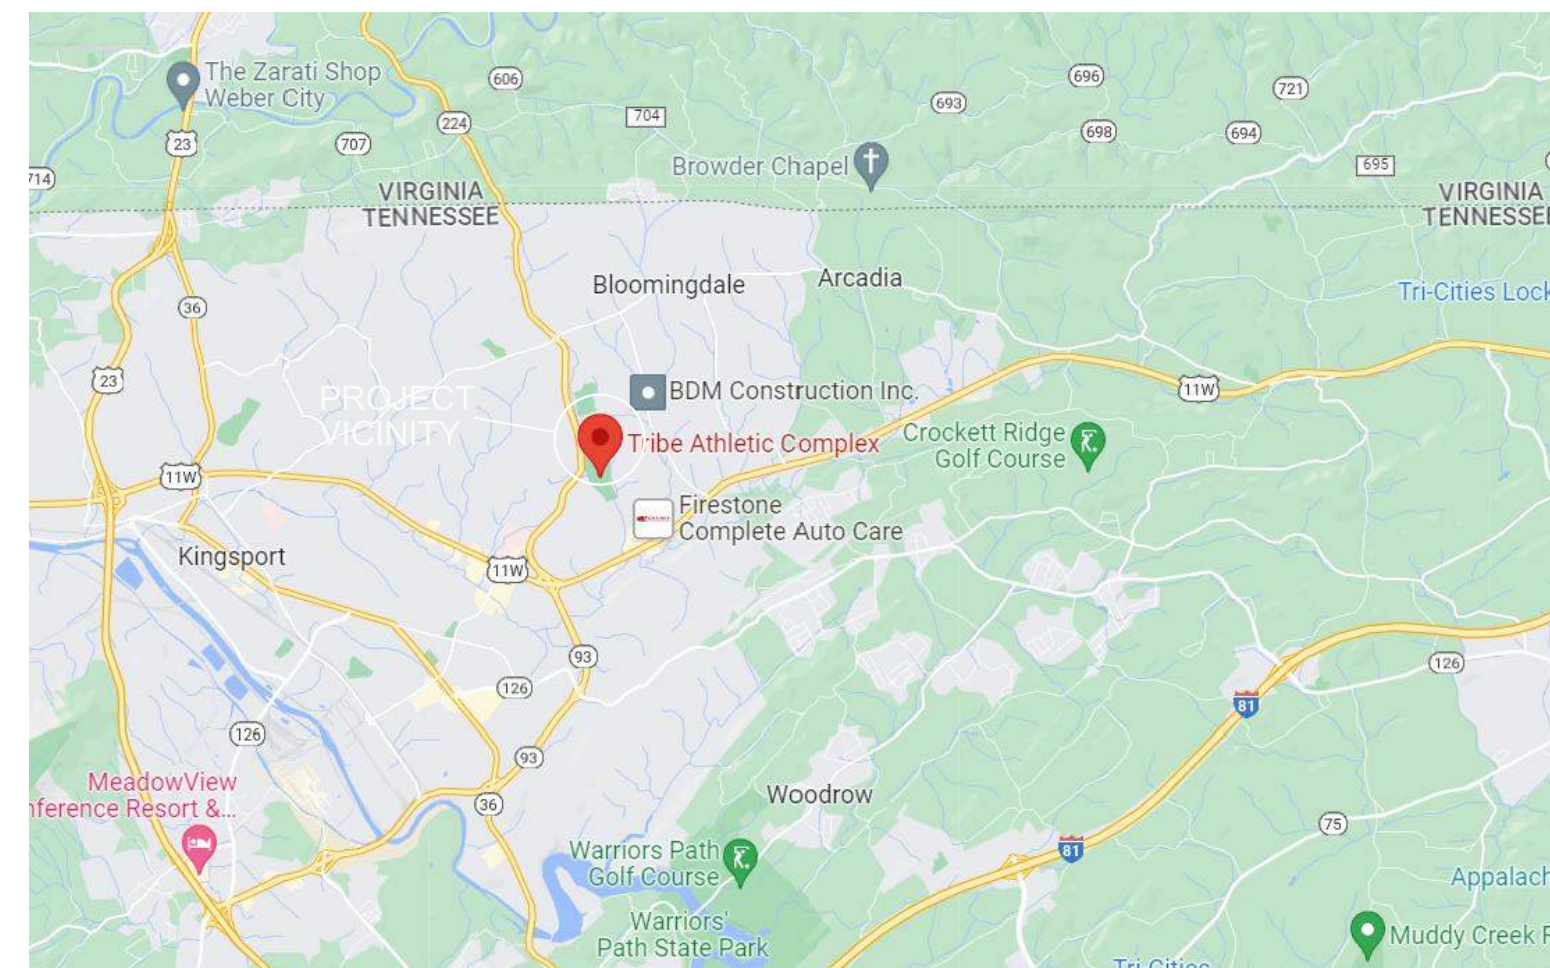 The Zarati Shop
Weber City
606
696
721
693
704
224
23
707
698
694
695
714
Browder Chapel
VIRGINIA
TENNESSEE
VIRGINIA
TENNESSEE
Bloomingdale
Arcadia
Tri-Cities Lock
36
23
11W
PROJECT
VICINITY
BDM Construction Inc.
Tribe Athletic Complex
Crockett Ridge
Golf Course
11W
Firestone
Complete Auto Care
Kingsport
11W
93
126
126
81
126
93
36
MeadowView
nference Resort &...
Woodrow
75
81
Warriors Path
Golf Course
Appalach
Warriors'
Path State Park
Muddy Creek
Tri-Cities